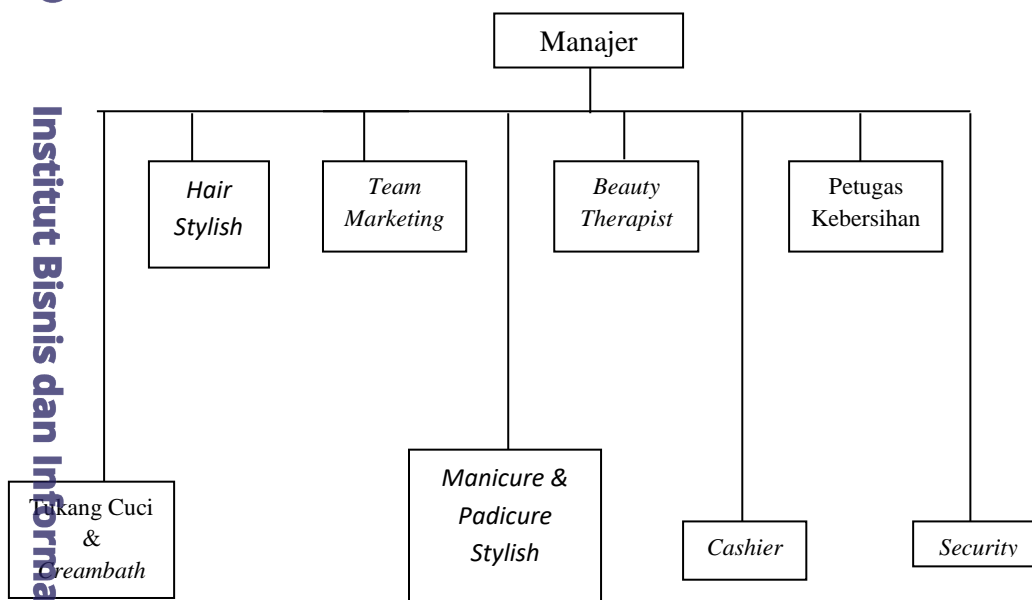 Manajer
Hair
Stylish
Team
Marketing
Beauty
Therapist
Petugas
Kebersihan
Manicure &
Padicure
Stylish
Tukang Cuci
&
Creambath
Cashier
Security
Institut Bisnis dan Informa